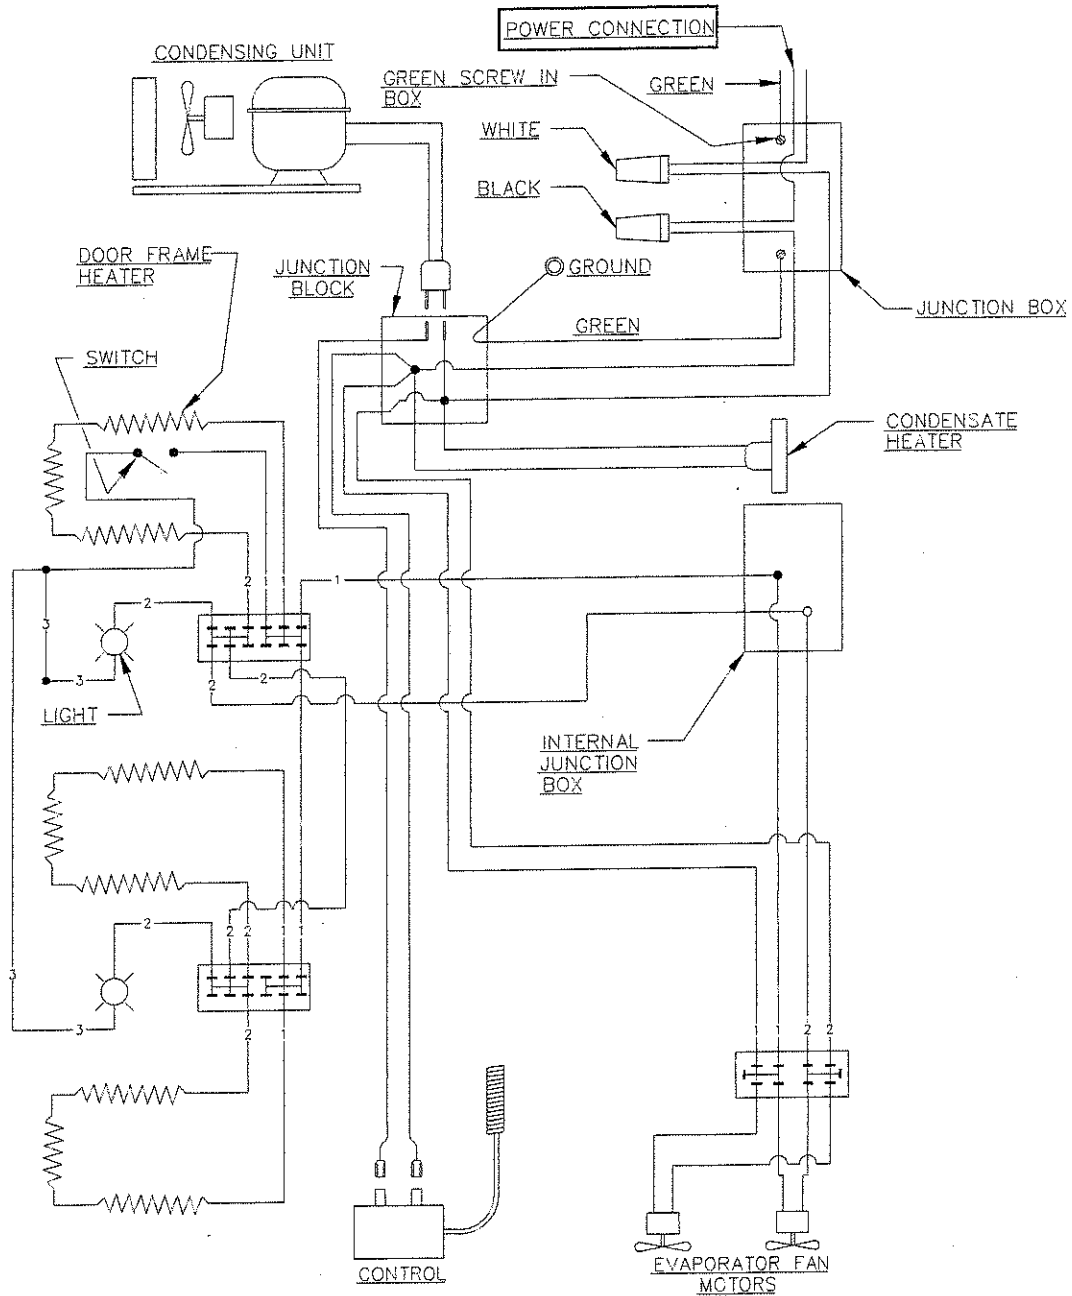 POWER CONNECTION
CONDENSING UNIT
GREEN SCREW IN
BOX
GREEN
WHITE
BLACK
DOOR FRAME
HEATER
JUNCTION
BLOCK
GROUND
JUNCTION BOX
GREEN
SWITCH
CONDENSATE
HEATER
2
1
1
1
2
3
3
2
2
LIGHT
INTERNAL
JUNCTION
BOX
2
2
2
1
1
3
3
2
1
1
1
2
2
CONTROL
EVAPORATOR FAN
MOTORS